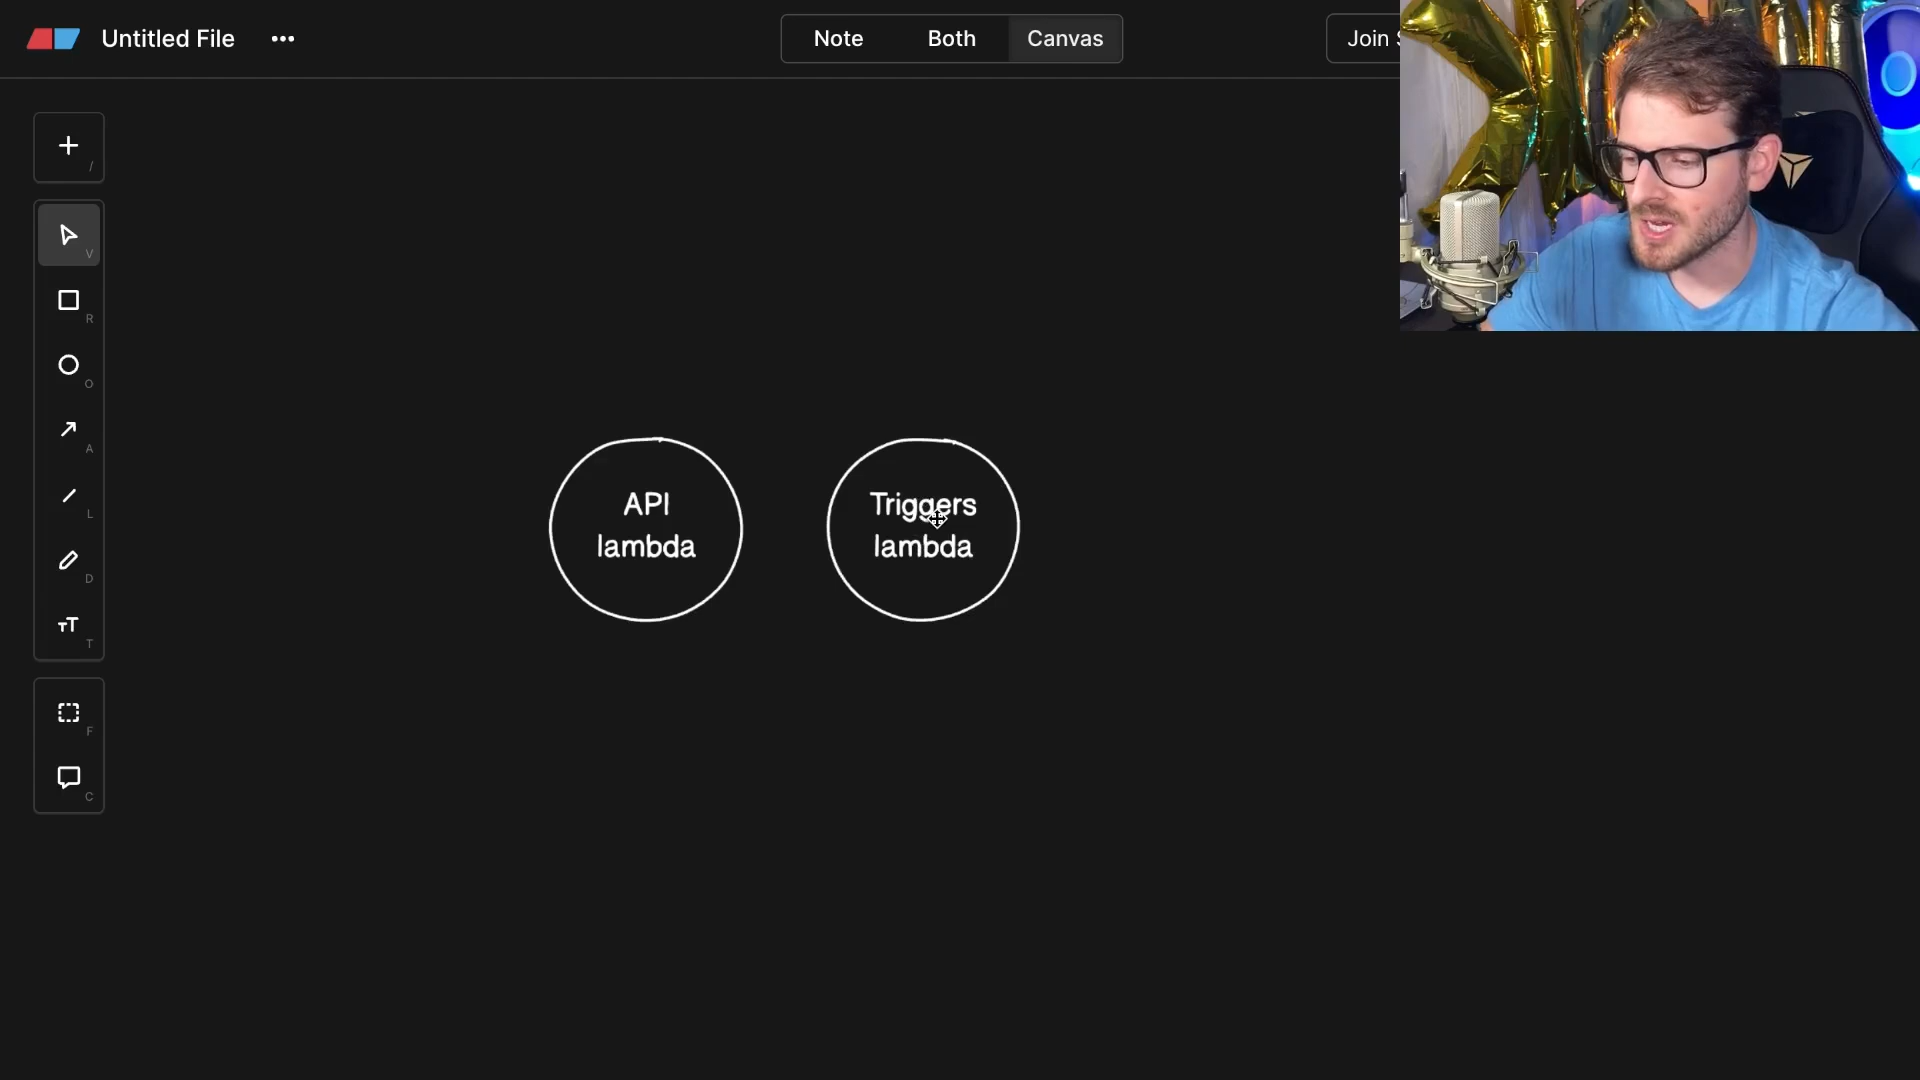 Untitled File
Note
Both
Canvas
Join
/
V
R
O
A
L
D
T
F
C
API
lambda
Triggers
lambda